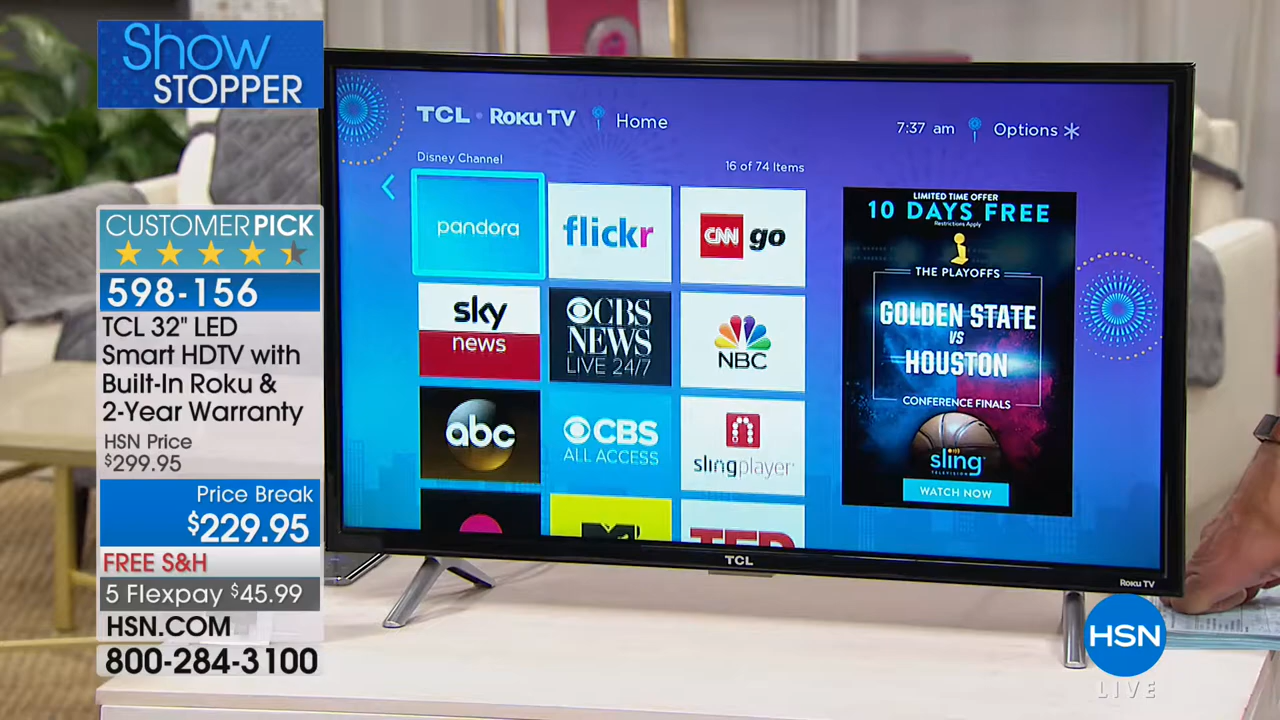 Show
STOPPER
CUSTOMER PICK
598-156
TCL 32" LED
Smart HDTV with
Built-In Roku &
2-Year Warranty
HSN Price
$299.95
Price Break
$229.95
FREE S&H
5 Flexpay $45.99
HSN.COM
800-284-3100
TCL • Roku TV Home
7:37 am Options
Disney Channel
16 of 74 Items
pandora
flickr
CNN go
sky
news
CBS
NEWS
LIVE 24/7
NBC
abc
CBS
ALL ACCESS
slingplayer
TED
LIMITED TIME OFFER
10 DAYS FREE
Restrictions Apply
THE PLAYOFFS
GOLDEN STATE
VS
HOUSTON
CONFERENCE FINALS
sling
TELEVISION
WATCH NOW
TCL
Roku TV
HSN
LIVE